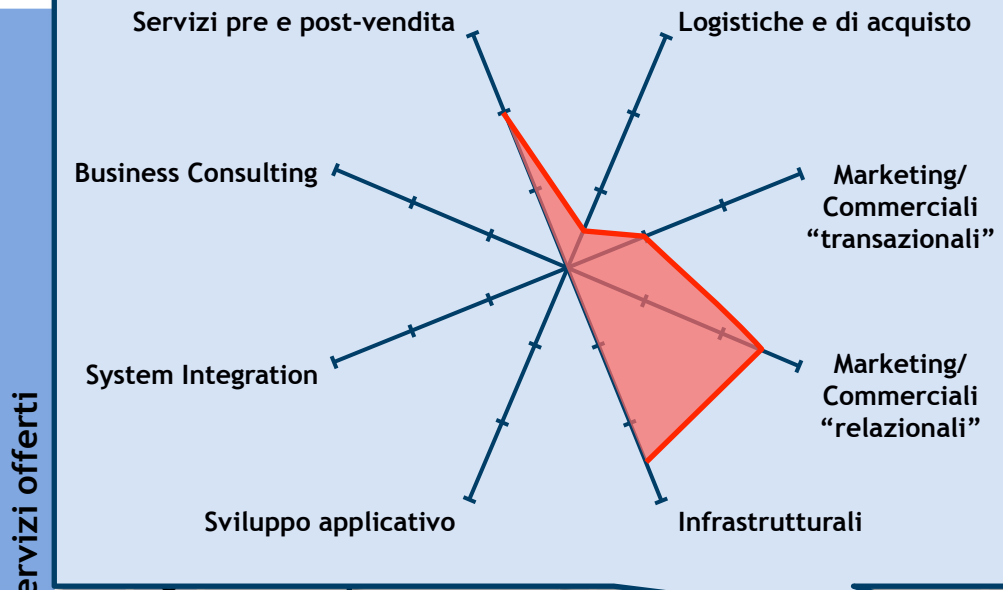 Servizi pre e post-vendita
Logistiche e di acquisto
Business Consulting
Marketing/
Commerciali
“transazionali”
System Integration
Marketing/
Commerciali
“relazionali”
Sviluppo applicativo
Infrastrutturali
offerti